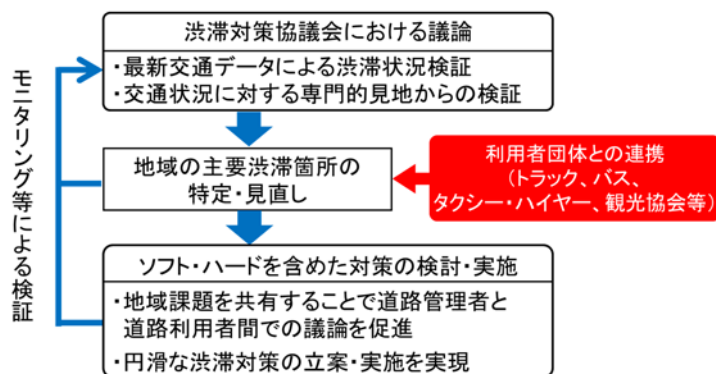 渋滞対策協議会における議論
・最新交通データによる渋滞状況検証
・交通状況に対する専門的見地からの検証
地域の主要渋滞箇所の
特定・見直し
利用者団体との連携
(トラック、バス、
タクシー・ハイヤー、観光協会等)
ソフト・ハードを含めた対策の検討・実施
・地域課題を共有することで道路管理者と
道路利用者間での議論を促進
・円滑な渋滞対策の立案・実施を実現
モニタリング等による検証